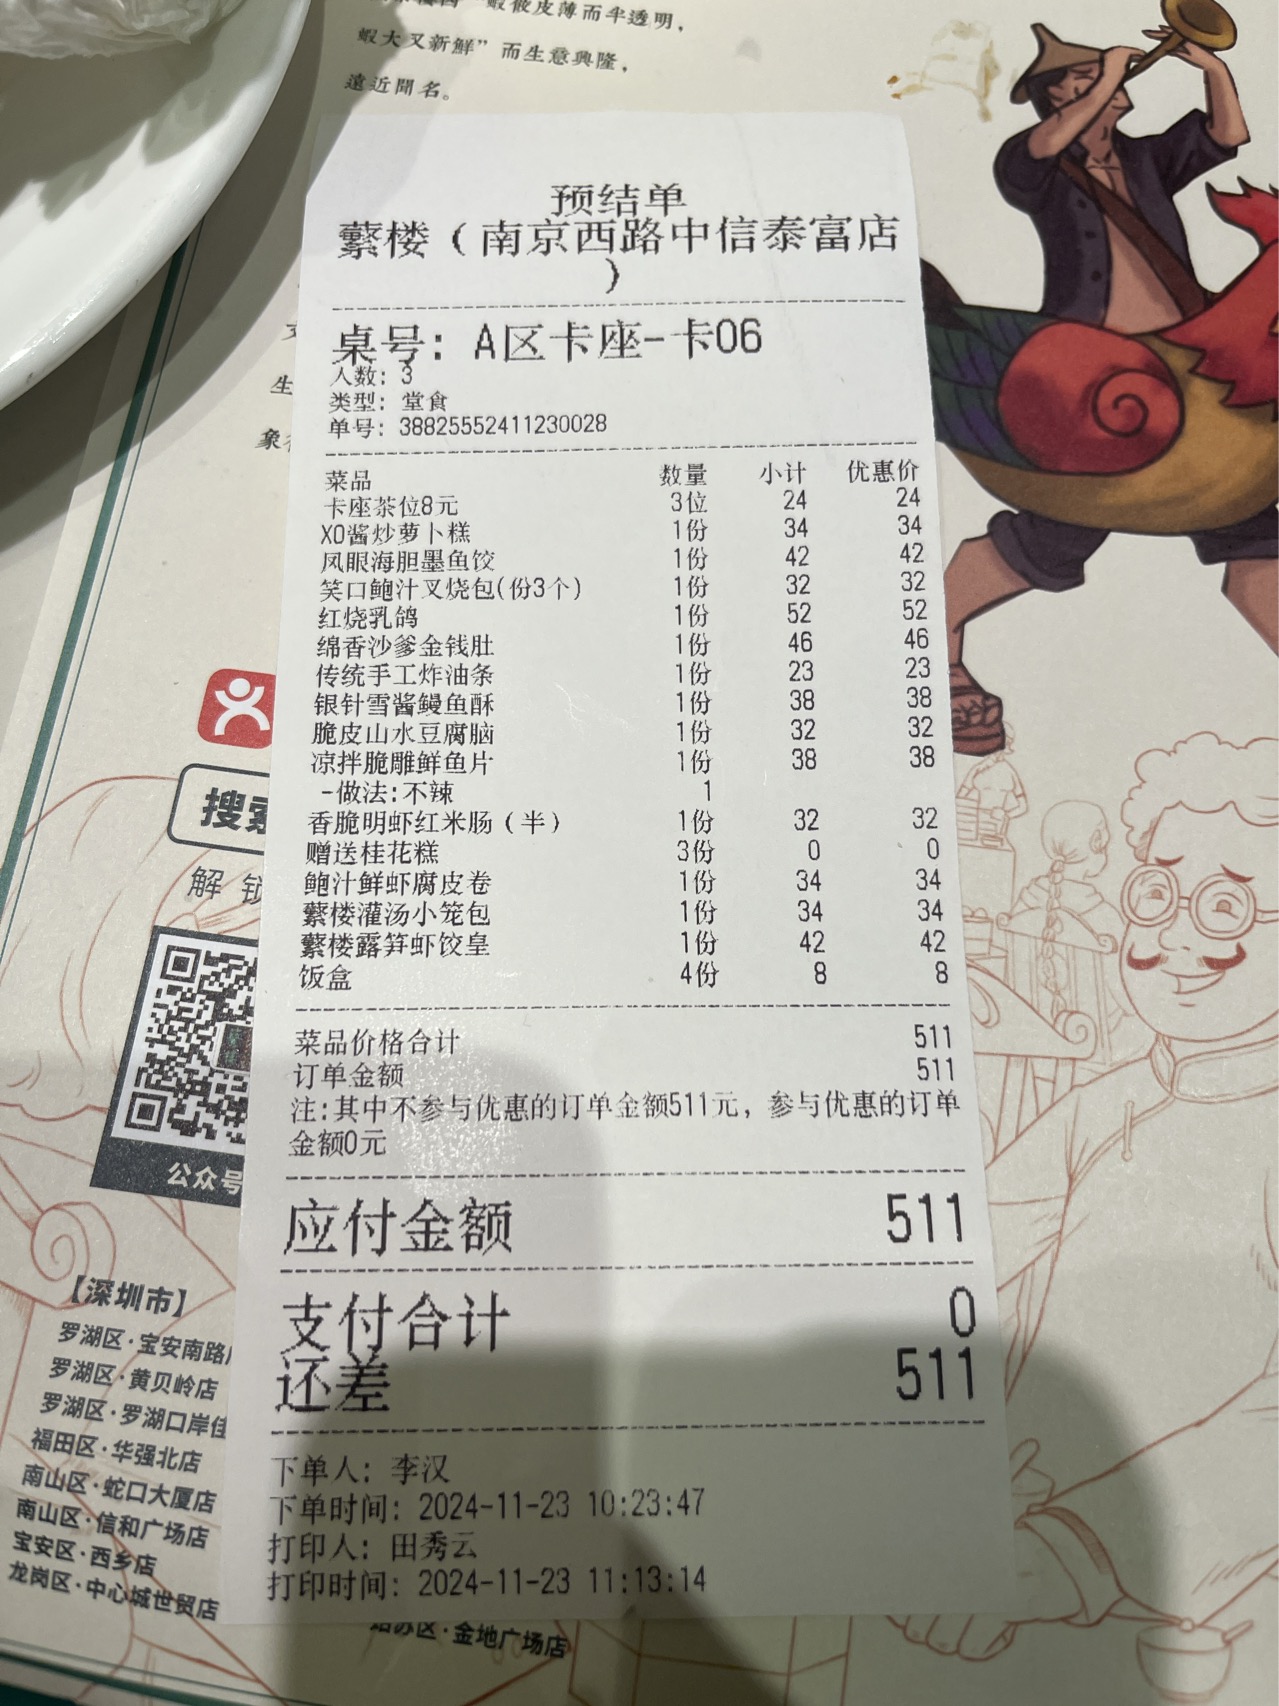 蝦大又新鮮”而生意興隆，
遠近聞名。
预结单
蘩楼（南京西路中信泰富店
）
桌号：A区卡座-卡06
人数：3
类型：堂食
单号：38825552411230028
菜品 数量 小计 优惠价
卡座茶位8元 3位 24 24
XO酱炒萝卜糕 1份 34 34
凤眼海胆墨鱼饺 1份 42 42
笑口鲍汁叉烧包(份3个) 1份 32 32
红烧乳鸽 1份 52 52
绵香沙爹金钱肚 1份 46 46
传统手工炸油条 1份 23 23
银针雪酱鳗鱼酥 1份 38 38
脆皮山水豆腐脑 1份 32 32
凉拌脆雕鲜鱼片 1份 38 38
-做法:不辣 1
香脆明虾红米肠（半） 1份 32 32
赠送桂花糕 3份 0 0
鲍汁鲜虾腐皮卷 1份 34 34
蘩楼灌汤小笼包 1份 34 34
蘩楼露笋虾饺皇 1份 42 42
饭盒 4份 8 8
菜品价格合计 511
订单金额 511
注:其中不参与优惠的订单金额511元，参与优惠的订单
金额0元
应付金额 511
支付合计 0
还差 511
下单人：李汉
下单时间：2024-11-23 10:23:47
打印人：田秀云
打印时间：2024-11-23 11:13:14
解 锁
公众号
【深圳市】
罗湖区·宝安南路
罗湖区·黄贝岭店
罗湖区·罗湖口岸
福田区·华强北店
南山区·蛇口大厦店
南山区·信和广场店
宝安区·西乡店
龙岗区·中心城世贸店
金地广场店